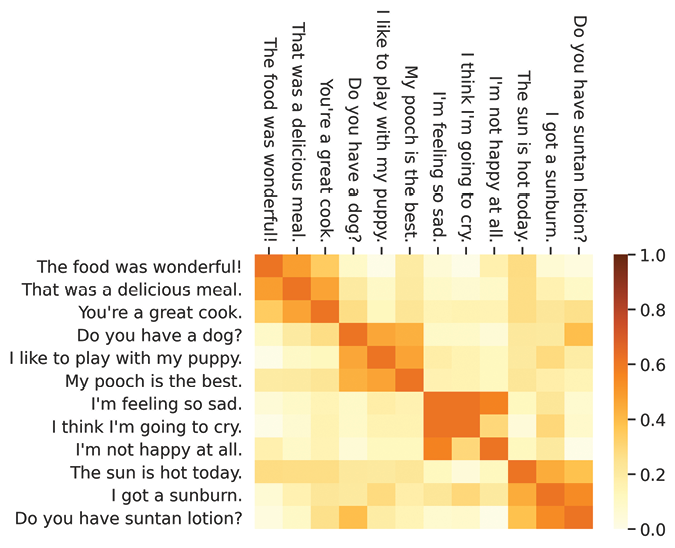 The food was wonderful!
That was a delicious meal.
You're a great cook.
Do you have a dog?
I like to play with my puppy.
My pooch is the best.
I'm feeling so sad.
I think I'm going to cry.
I'm not happy at all.
The sun is hot today.
I got a sunburn.
Do you have suntan lotion?
The food was wonderful!
That was a delicious meal.
You're a great cook.
Do you have a dog?
I like to play with my puppy.
My pooch is the best.
I'm feeling so sad.
I think I'm going to cry.
I'm not happy at all.
The sun is hot today.
I got a sunburn.
Do you have suntan lotion?
1.0
0.8
0.6
0.4
0.2
0.0